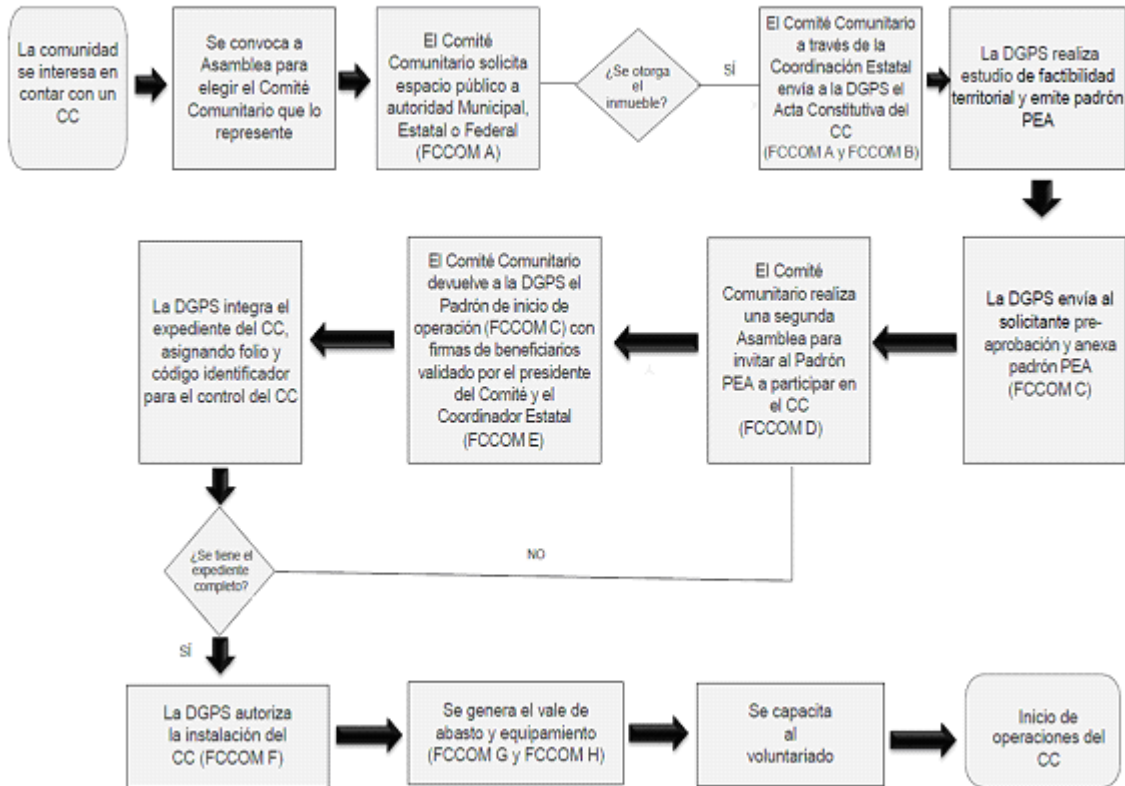 La comunidad
se interesa en
contar con un
CC
Se convoca a
Asamblea para
elegir el Comité
Comunitario que lo
represente
El Comité
Comunitario solicita
espacio público a
autoridad Municipal,
Estatal o Federal
(FCCOM A)
¿Se otorga
el
inmueble?
SÍ
El Comité Comunitario
a través de la
Coordinación Estatal
envía a la DGPS el
Acta Constitutiva del
CC
(FCCOM A y FCCOM B)
La DGPS realiza
estudio de factibilidad
territorial y emite padrón
PEA
La DGPS envía al
solicitante pre-
aprobación y anexa
padrón PEA
(FCCOM C)
El Comité
Comunitario realiza
una segunda
Asamblea para
invitar al Padrón
PEA a participar en
el CC
(FCCOM D)
El Comité Comunitario
devuelve a la DGPS el
Padrón de inicio de
operación (FCCOM C) con
firmas de beneficiarios
validado por el presidente
del Comité y el
Coordinador Estatal
(FCCOM E)
La DGPS integra el
expediente del CC,
asignando folio y
código identificador
para el control del CC
¿Se tiene el
expediente
completo?
NO
SÍ
La DGPS autoriza
la instalación del
CC (FCCOM F)
Se genera el vale de
abasto y equipamiento
(FCCOM G y FCCOM H)
Se capacita
al
voluntariado
Inicio de
operaciones del
CC